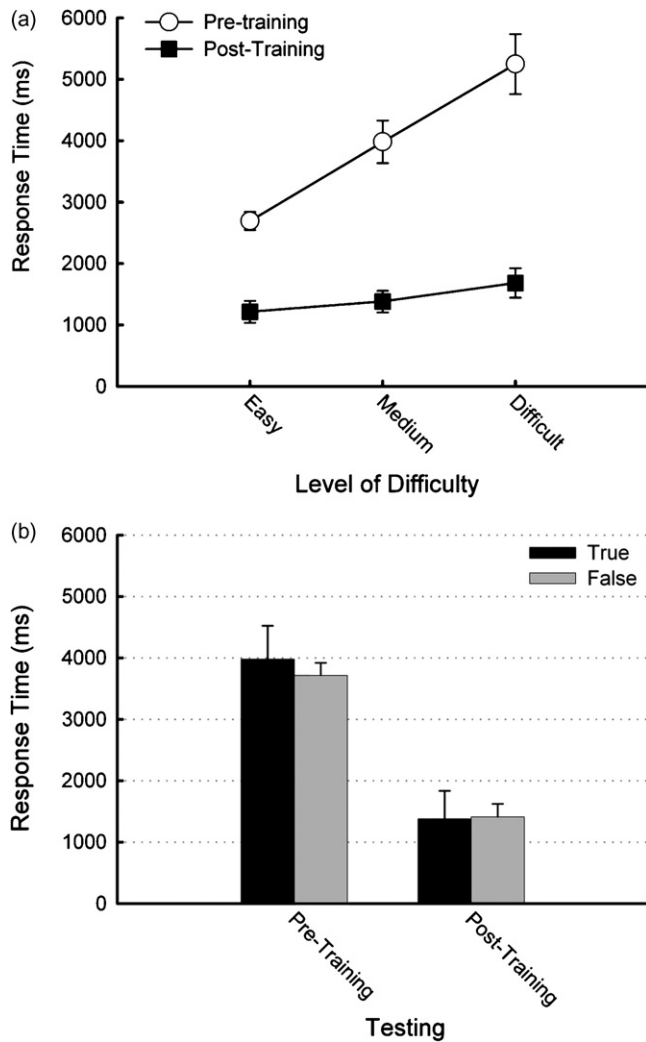 (a)
Pre-training
Post-Training
6000
5000
4000
3000
2000
1000
0
Response Time (ms)
Easy
Medium
Difficult
Level of Difficulty
(b)
True
False
6000
5000
4000
3000
2000
1000
0
Response Time (ms)
Pre-Training
Post-Training
Testing